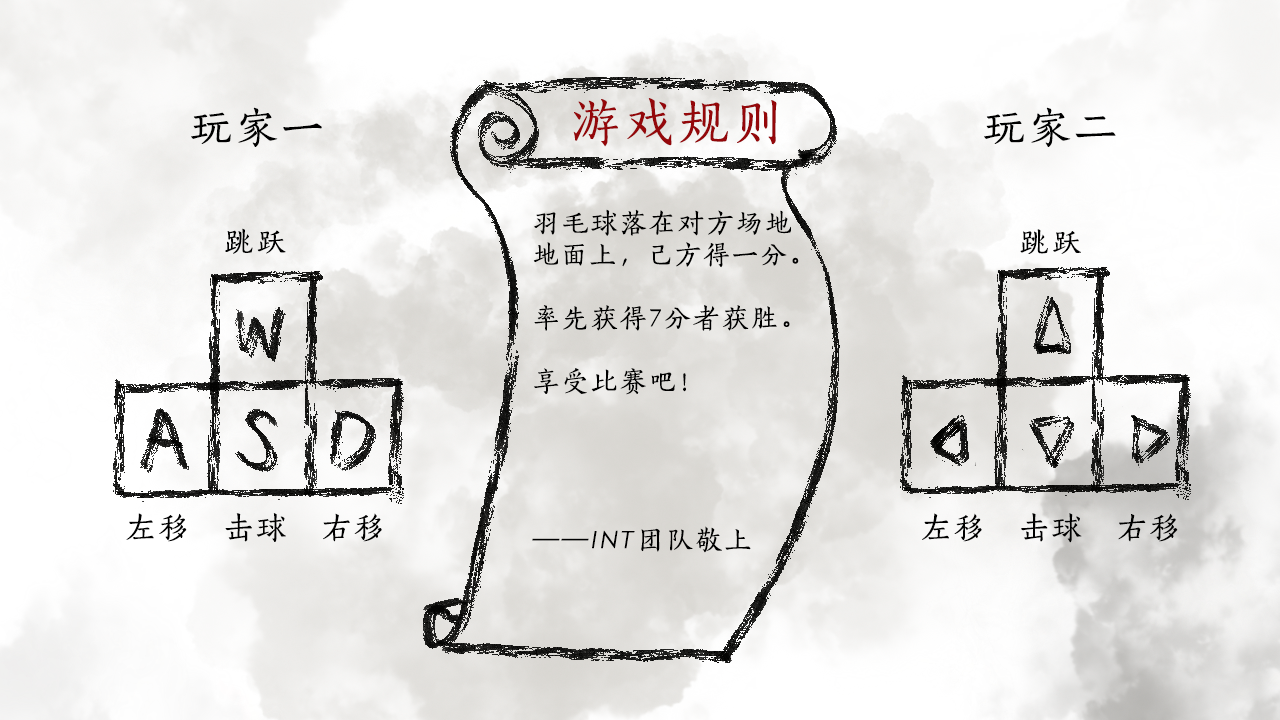 玩家一
跳跃
W
A S D
左移 击球 右移
游戏规则
羽毛球落在对方场地
地面上，己方得一分。
率先获得7分者获胜。
享受比赛吧！
——INT团队敬上
玩家二
跳跃
左移 击球 右移